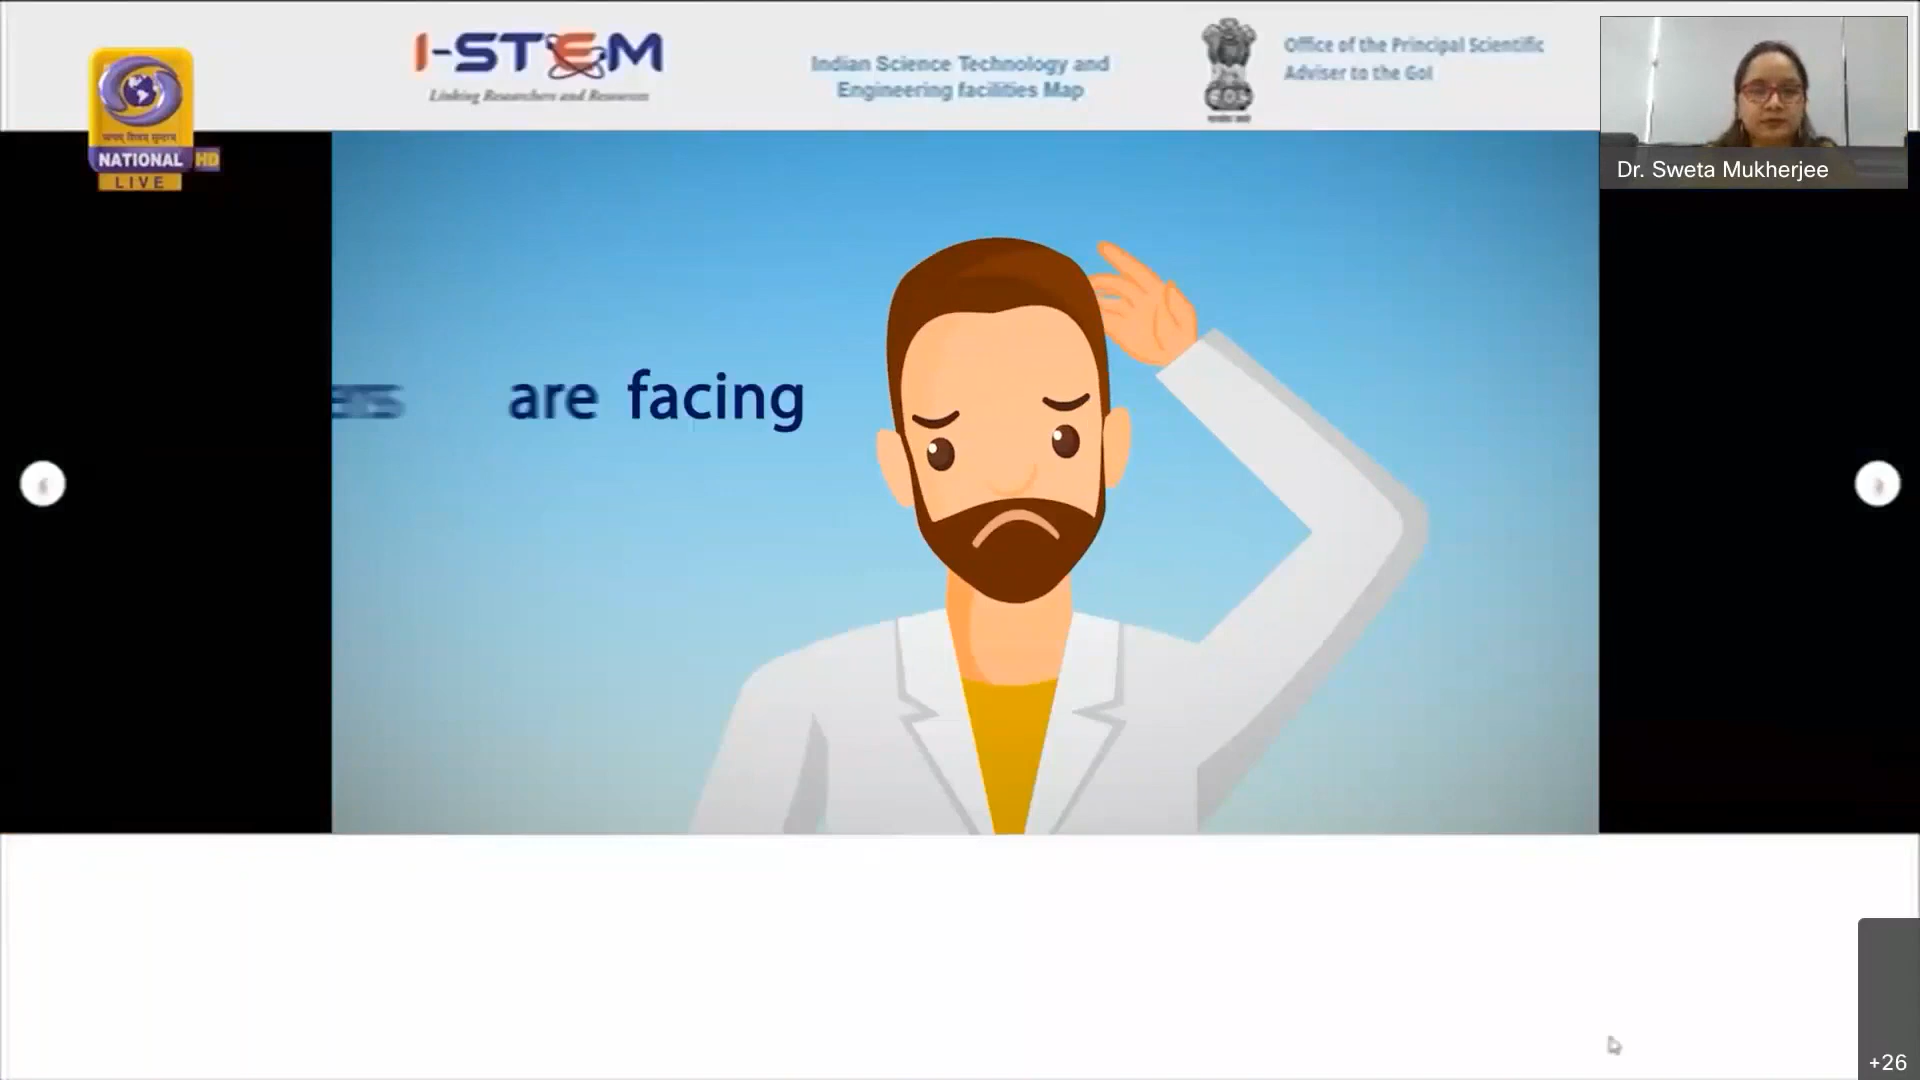 I-STEM
Linking Researchers and Resources
Indian Science Technology and
Engineering facilities Map
Office of the Principal Scientific
Adviser to the GoI
Dr. Sweta Mukherjee
NATIONAL HD
LIVE
are facing
+26